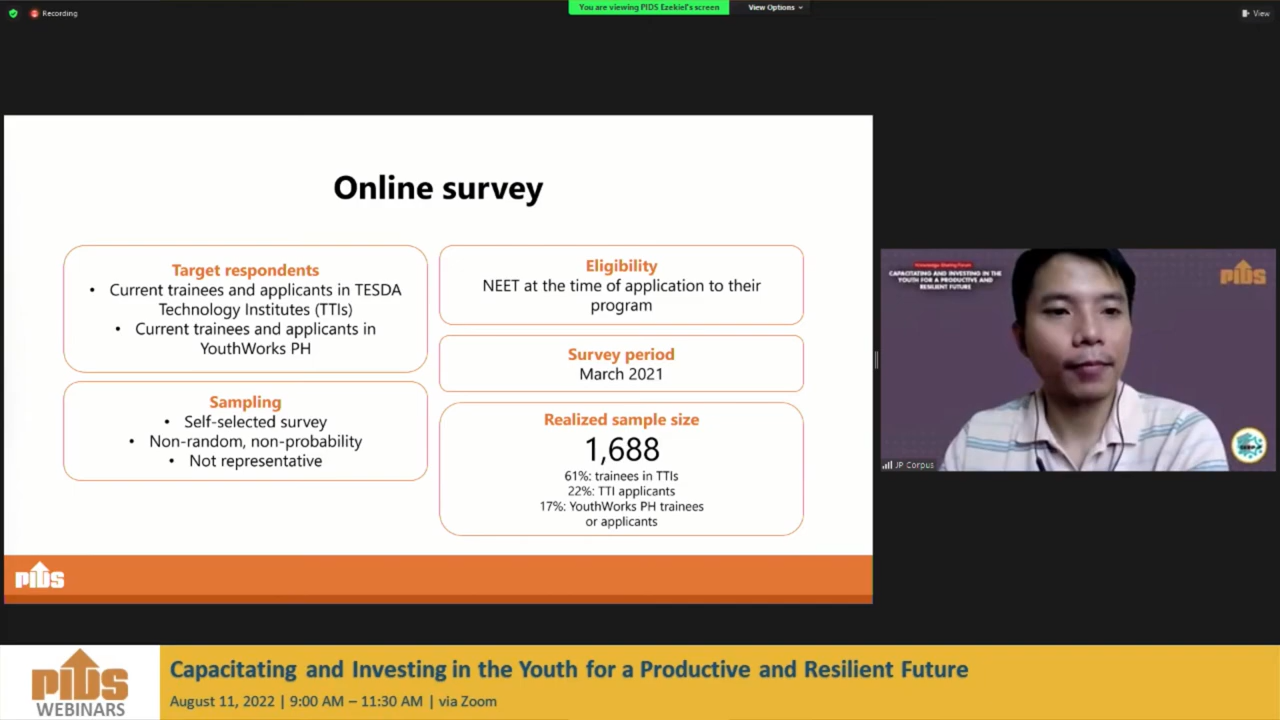 Recording
You are viewing PIDS Ezekiel's screen
View Options
View
Online survey
Target respondents
• Current trainees and applicants in TESDA
Technology Institutes (TTIs)
• Current trainees and applicants in
YouthWorks PH
Sampling
• Self-selected survey
• Non-random, non-probability
• Not representative
Eligibility
NEET at the time of application to their
program
Survey period
March 2021
Realized sample size
1,688
61%: trainees in TTIs
22%: TTI applicants
17%: YouthWorks PH trainees
or applicants
PIDS
Knowledge Sharing Forum
CAPACITATING AND INVESTING IN THE
YOUTH FOR A PRODUCTIVE AND
RESILIENT FUTURE
PIDS
JP Corpus
PIDS
WEBINARS
Capacitating and Investing in the Youth for a Productive and Resilient Future
August 11, 2022 | 9:00 AM – 11:30 AM | via Zoom